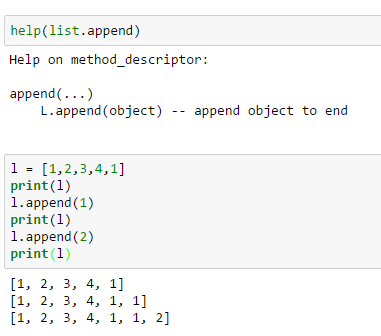 help(list.append)
Help on method_descriptor:
append(...)
    L.append(object) -- append object to end
l = [1,2,3,4,1]
print(l)
l.append(1)
print(l)
l.append(2)
print(l)
[1, 2, 3, 4, 1]
[1, 2, 3, 4, 1, 1]
[1, 2, 3, 4, 1, 1, 2]